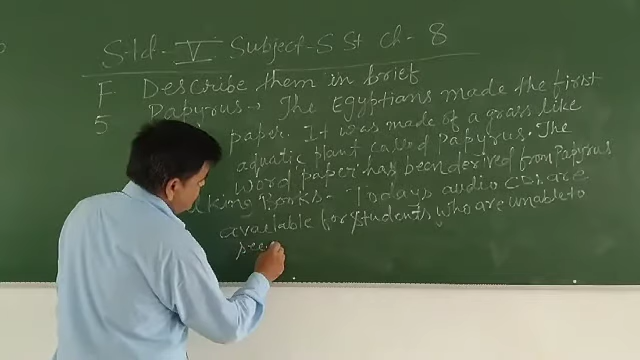 Std- V Subject-S St ch-8
F Describe them in brief
5 Papyrus → The Egyptians made the first
paper. It was made of a grass like
aquatic plant called papyrus. The
word paper has been derived from Papyrus
lking Books- Todays audio CDs are
available for students who are unable to
see